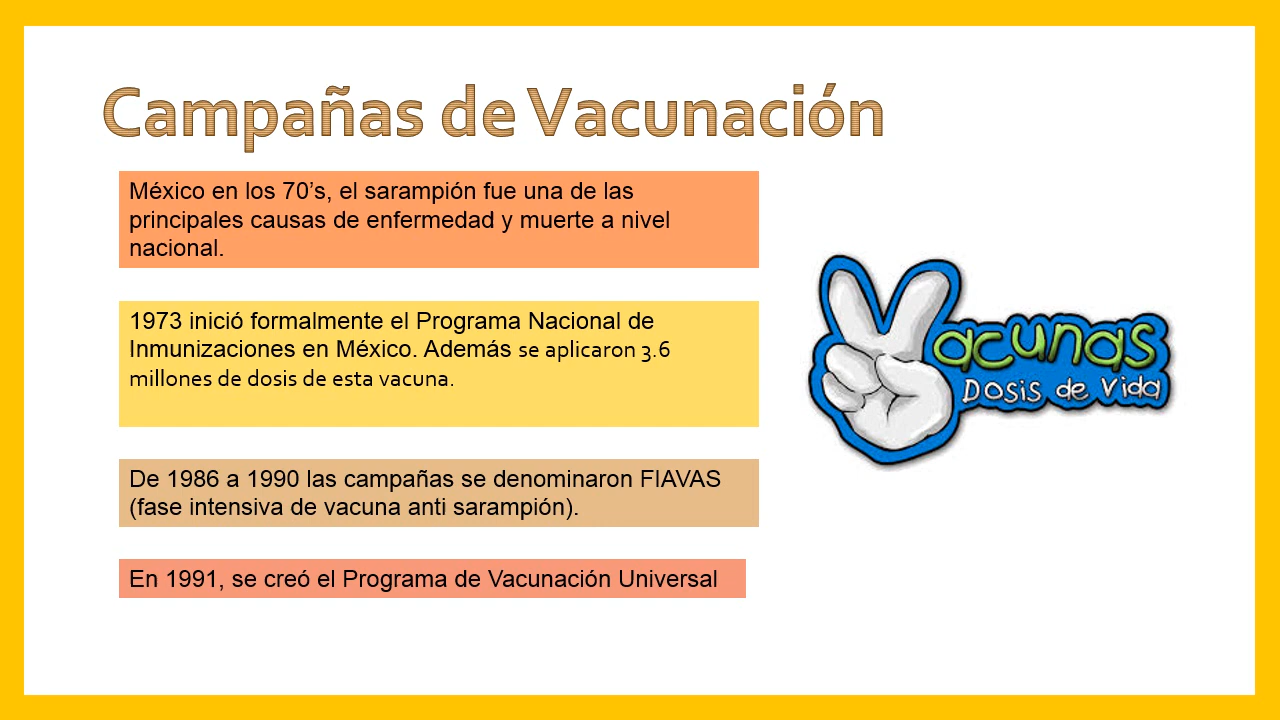 Campañas de Vacunación
México en los 70’s, el sarampión fue una de las
principales causas de enfermedad y muerte a nivel
nacional.
1973 inició formalmente el Programa Nacional de
Inmunizaciones en México. Además se aplicaron 3.6
millones de dosis de esta vacuna.
De 1986 a 1990 las campañas se denominaron FIAVAS
(fase intensiva de vacuna anti sarampión).
En 1991, se creó el Programa de Vacunación Universal
Vacunas
Dosis de Vida